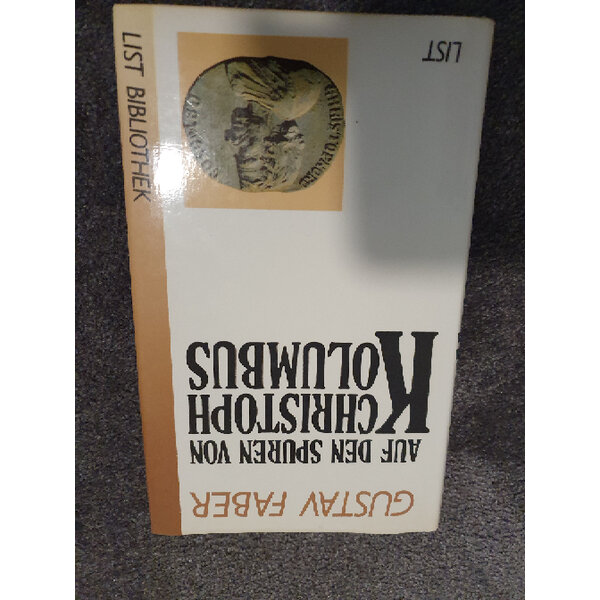 GUSTAV FABER
AUF DEN SPUREN VON
CHRISTOPH
KOLUMBUS
LIST
LIST BIBLIOTHEK